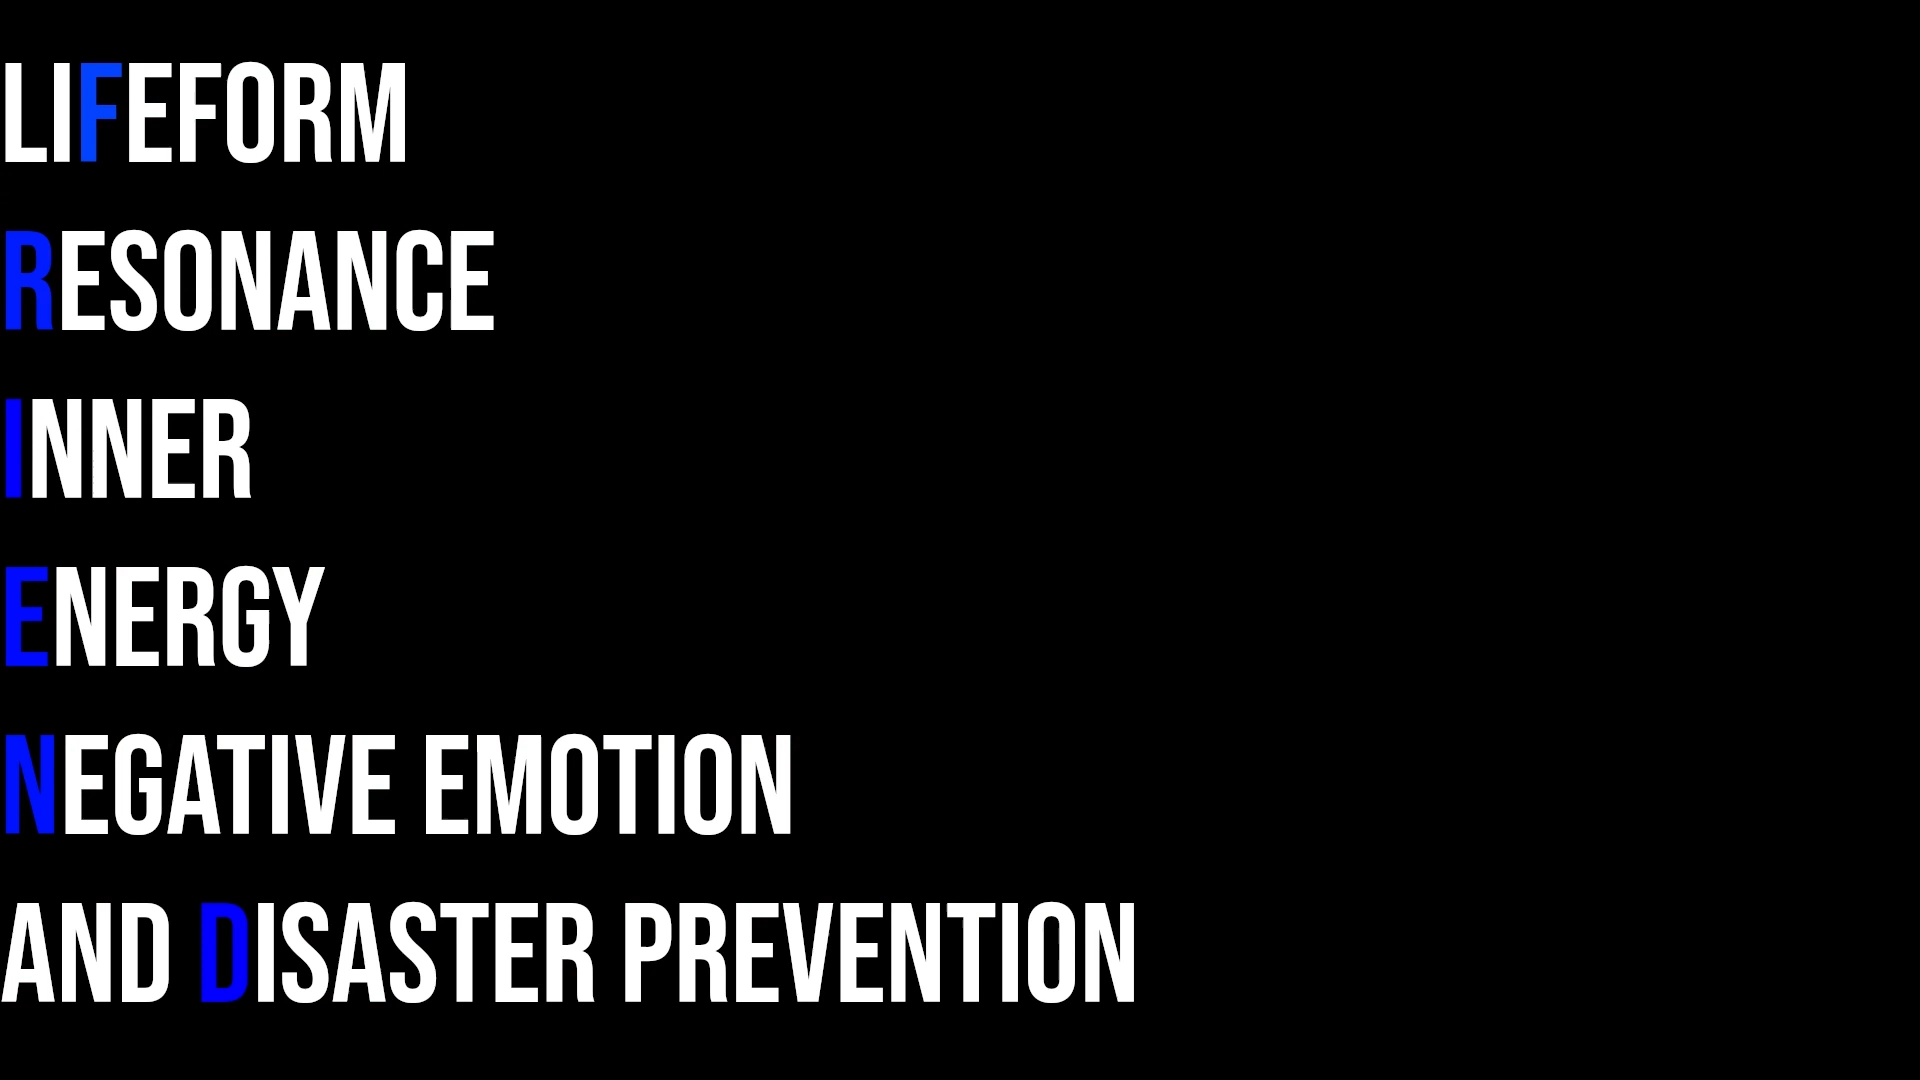 LIFEFORM
RESONANCE
INNER
ENERGY
NEGATIVE EMOTION
AND DISASTER PREVENTION